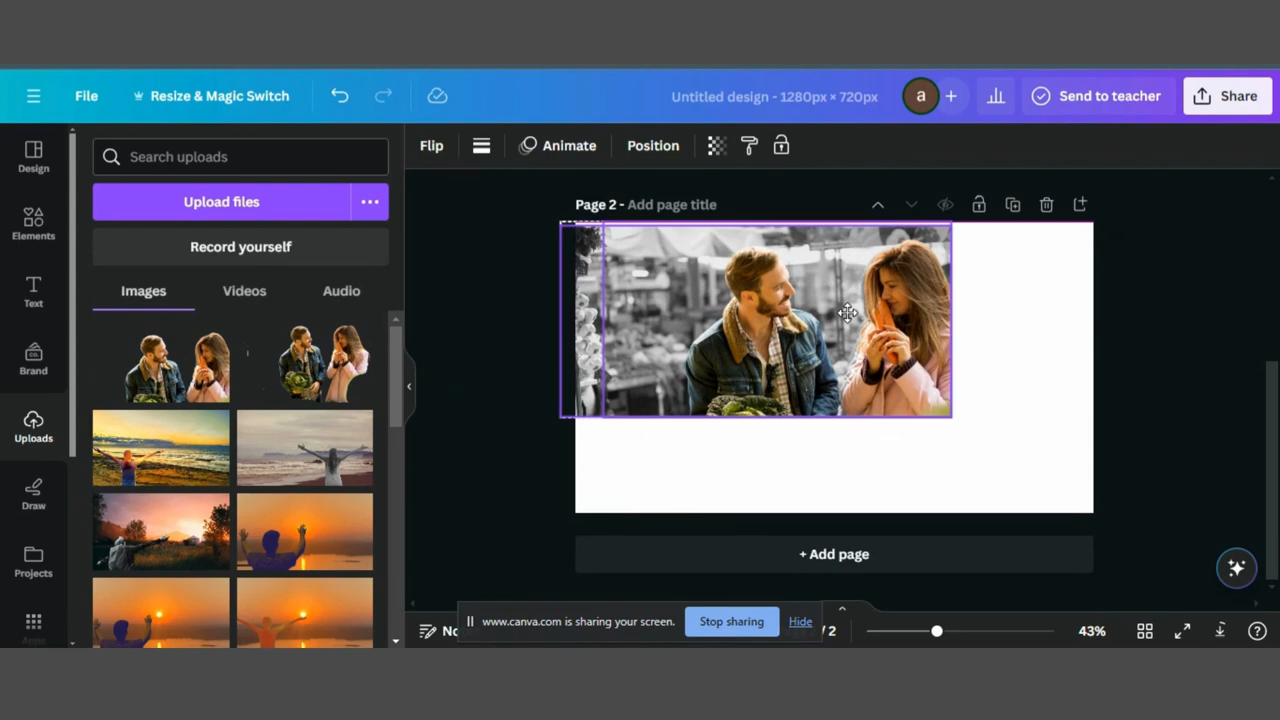 File
Resize & Magic Switch
Untitled design - 1280px × 720px
a
Send to teacher
Share
Design
Elements
Text
Brand
Uploads
Draw
Projects
Apps
Search uploads
Upload files
Record yourself
Images
Videos
Audio
Flip
Animate
Position
Page 2 - Add page title
+ Add page
www.canva.com is sharing your screen.
Stop sharing
Hide
/ 2
43%